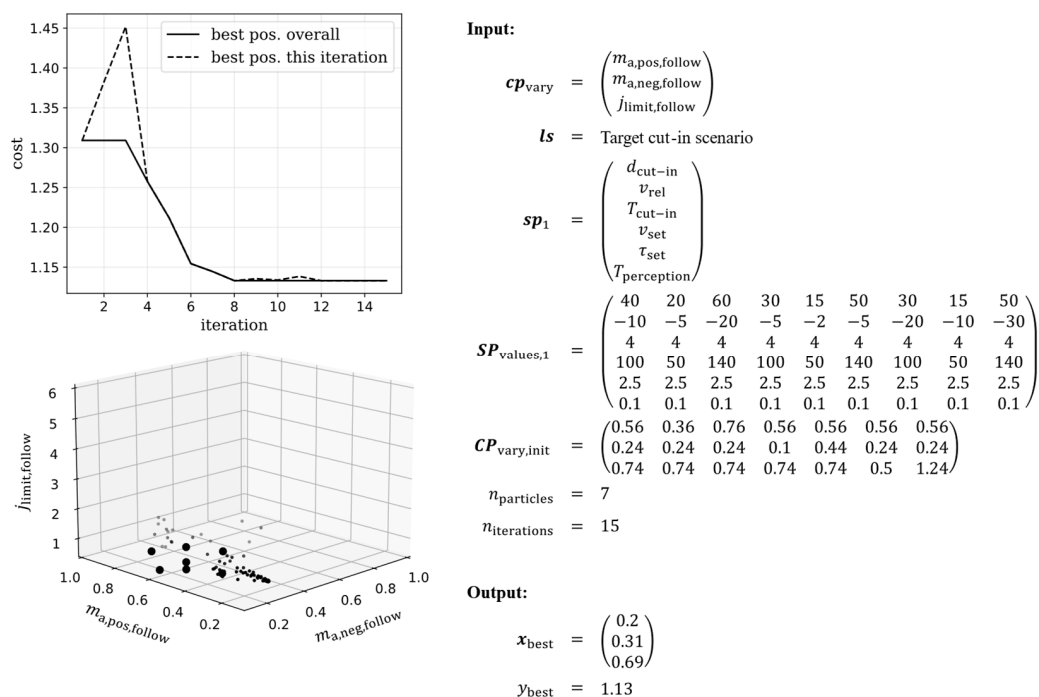 1.45
1.40
1.35
1.30
1.25
1.20
1.15
cost
best pos. overall
best pos. this iteration
2 4 6 8 10 12 14
iteration
6
5
4
3
2
1
j_limit,follow
1.0 0.8 0.6 0.4 0.2
m_a,pos,follow
0.2 0.4 0.6 0.8 1.0
m_a,neg,follow
Input:
cp_vary = (m_a,pos,follow
m_a,neg,follow
j_limit,follow)
ls = Target cut-in scenario
sp_1 = (d_cut−in
v_rel
T_cut−in
v_set
τ_set
T_perception)
SP_values,1 = (40 20 60 30 15 50 30 15 50
−10 −5 −20 −5 −2 −5 −20 −10 −30
4 4 4 4 4 4 4 4 4
100 50 140 100 50 140 100 50 140
2.5 2.5 2.5 2.5 2.5 2.5 2.5 2.5 2.5
0.1 0.1 0.1 0.1 0.1 0.1 0.1 0.1 0.1)
CP_vary,init = (0.56 0.36 0.76 0.56 0.56 0.56 0.56
0.24 0.24 0.24 0.1 0.44 0.24 0.24
0.74 0.74 0.74 0.74 0.74 0.5 1.24)
n_particles = 7
n_iterations = 15
Output:
x_best = (0.2
0.31
0.69)
y_best = 1.13